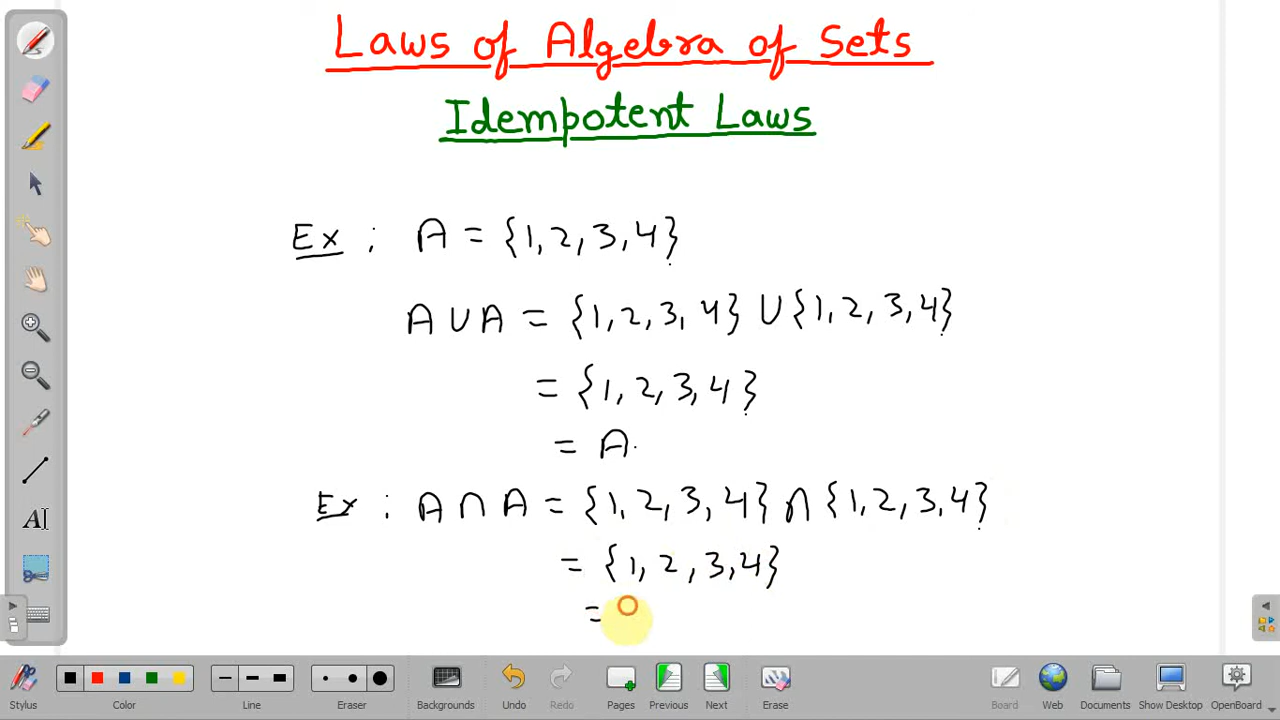 Laws of Algebra of Sets
Idempotent Laws
Ex : A = {1,2,3,4}
A ∪ A = {1,2,3,4} ∪ {1,2,3,4}
= {1,2,3,4}
= A.
Ex : A ∩ A = {1,2,3,4} ∩ {1,2,3,4}
= {1,2,3,4}
=
Color
Line
Eraser
Backgrounds
Undo
Redo
Pages
Previous
Next
Erase
Board
Web
Documents
Show Desktop
OpenBoard
Stylus